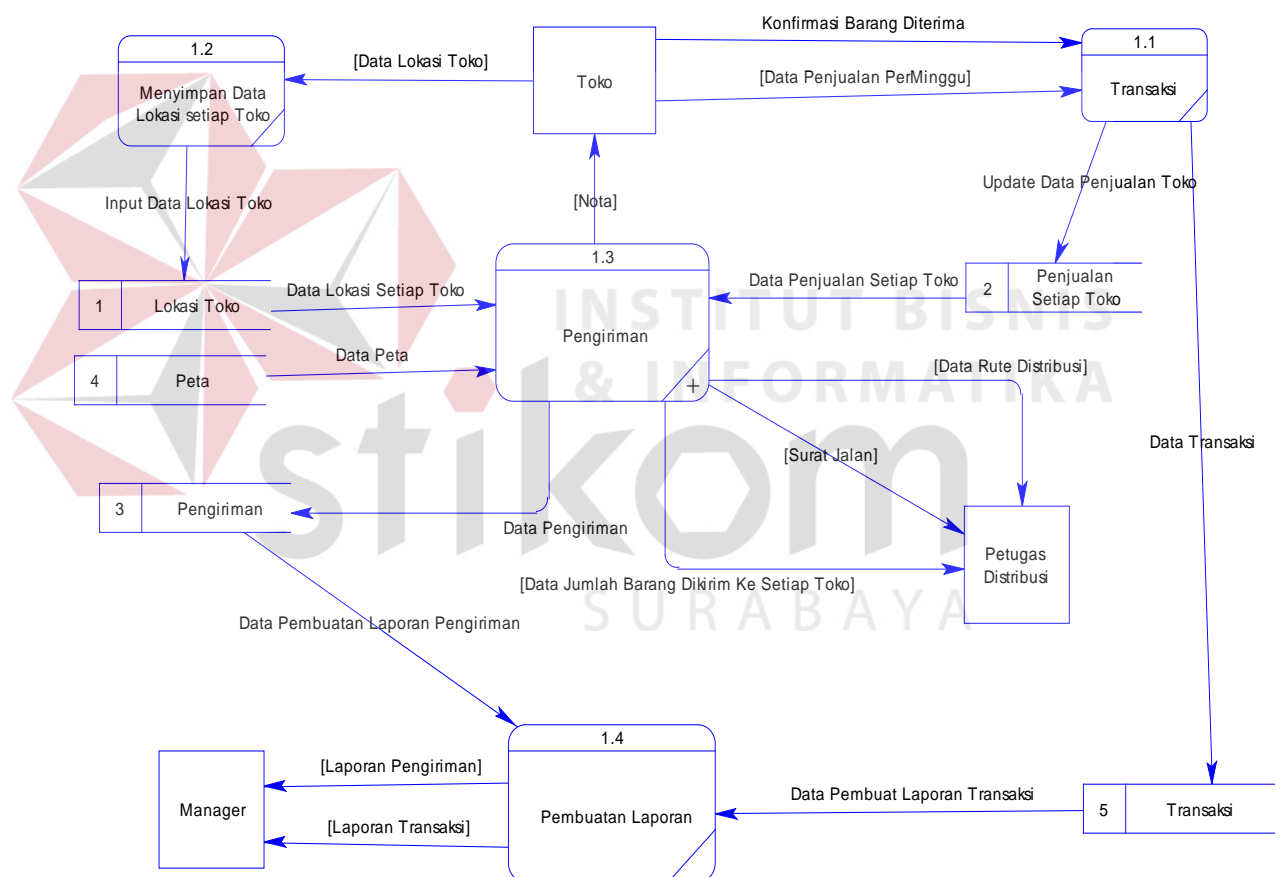 Konfirmasi Barang Diterima
1.2
[Data Lokasi Toko]
Toko
1.1
[Data Penjualan PerMinggu]
Menyimpan Data
Lokasi setiap Toko
Transaksi
Input Data Lokasi Toko
[Nota]
Update Data Penjualan Toko
1.3
1
Lokasi Toko
Data Lokasi Setiap Toko
Data Penjualan Setiap Toko
2
Penjualan
Setiap Toko
INSTITUT BISNIS
& INFORMATIKA
Pengiriman
4
Peta
Data Peta
+
[Data Rute Distribusi]
stikom
SURABAYA
Data Transaksi
[Surat Jalan]
3
Pengiriman
Data Pengiriman
Petugas
Distribusi
[Data Jumlah Barang Dikirim Ke Setiap Toko]
Data Pembuatan Laporan Pengiriman
1.4
[Laporan Pengiriman]
Manager
Pembuatan Laporan
Data Pembuat Laporan Transaksi
5
Transaksi
[Laporan Transaksi]